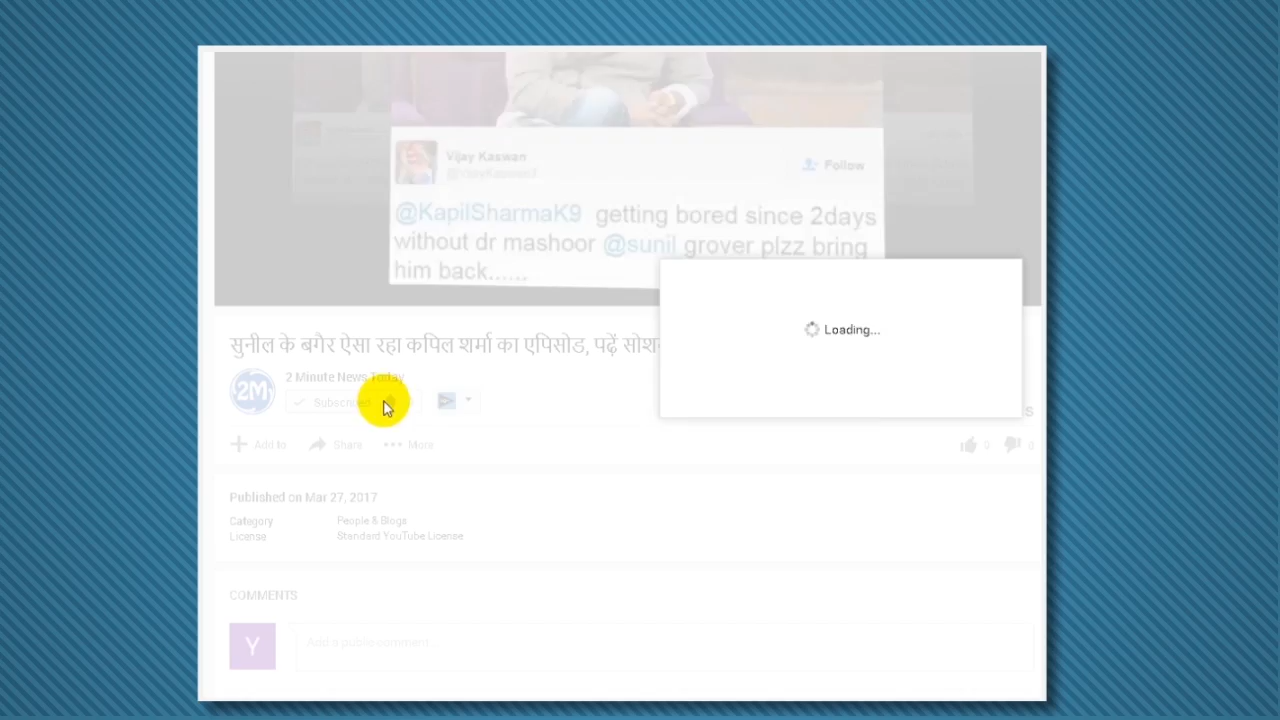 Vijay Kaswan
Follow
@KapilSharmaK9 getting bored since 2days
without dr mashoor @sunil grover plzz bring
him back......
Loading...
सुनील के बगैर ऐसा रहा कपिल शर्मा का एपिसोड, पढ़ें
2M
2 Minute News Today
Add to
Share
More
0
0
Published on Mar 27, 2017
Category People & Blogs
License Standard YouTube License
COMMENTS
Y
Add a public comment...